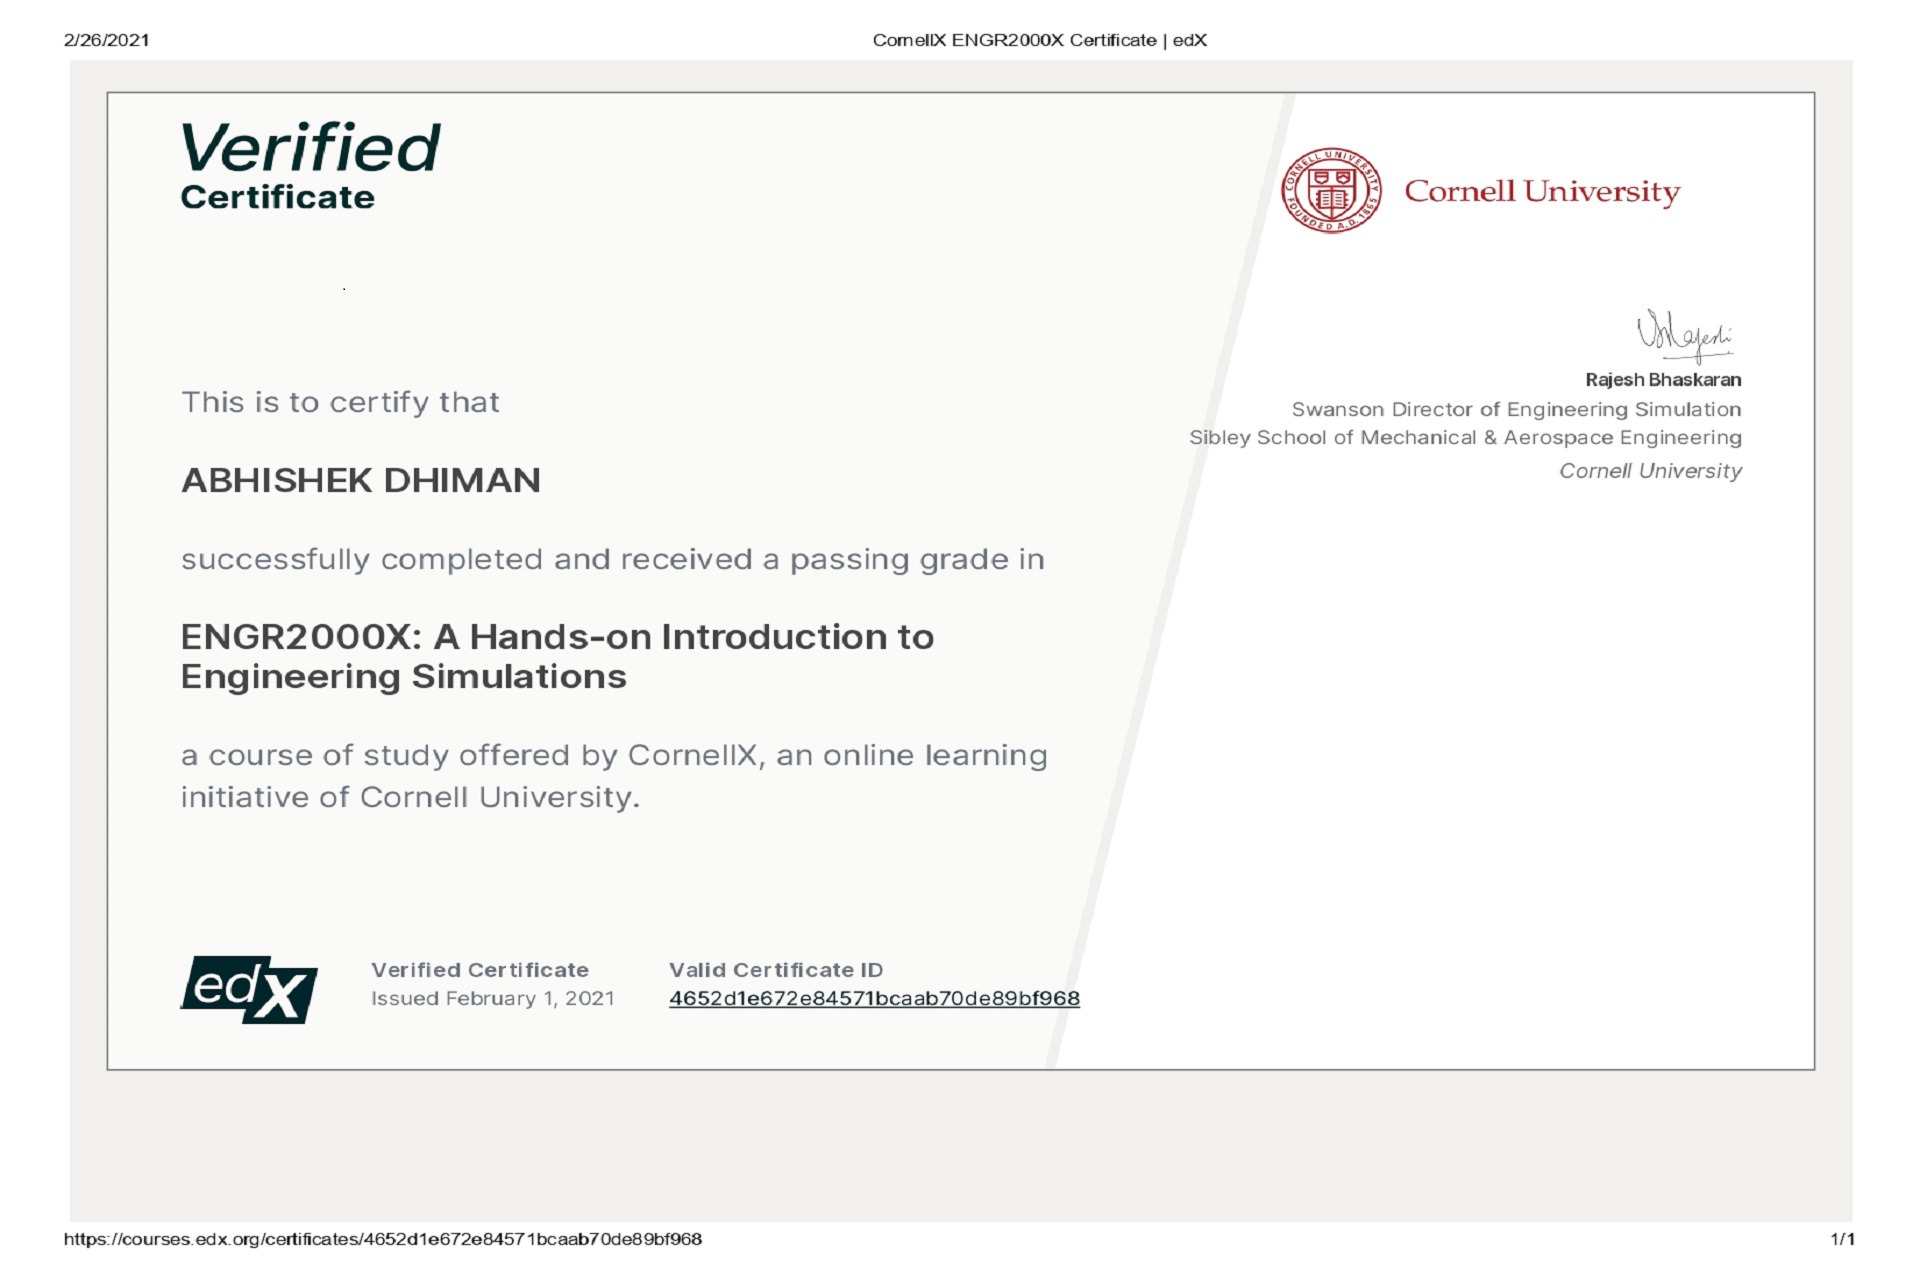 2/26/2021
CornellX ENGR2000X Certificate | edX
Verified
Certificate
CORNELL UNIVERSITY
FOUNDED A.D. 1865
Cornell University
Rajesh Bhaskaran
Swanson Director of Engineering Simulation
Sibley School of Mechanical & Aerospace Engineering
Cornell University
This is to certify that
ABHISHEK DHIMAN
successfully completed and received a passing grade in
ENGR2000X: A Hands-on Introduction to
Engineering Simulations
a course of study offered by CornellX, an online learning
initiative of Cornell University.
edX
Verified Certificate
Issued February 1, 2021
Valid Certificate ID
4652d1e672e84571bcaab70de89bf968
https://courses.edx.org/certificates/4652d1e672e84571bcaab70de89bf968
1/1